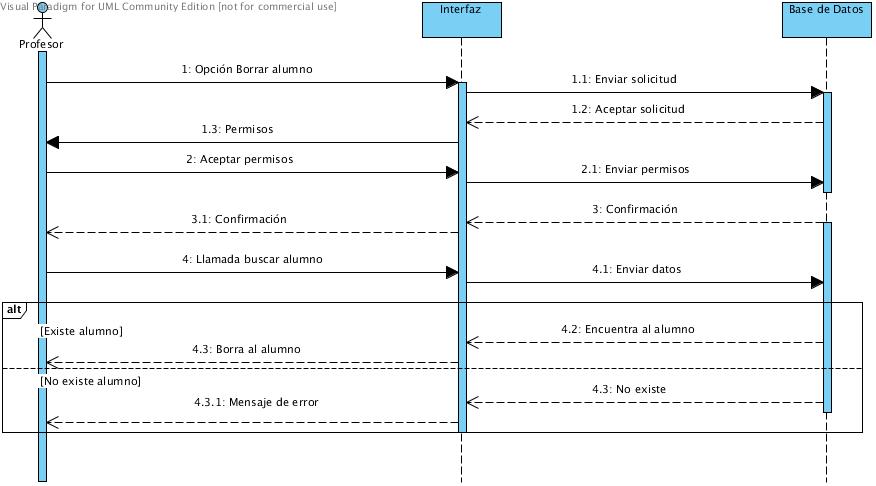 Visual Paradigm for UML Community Edition [not for commercial use]
Interfaz
Base de Datos
Profesor
1: Opción Borrar alumno
1.1: Enviar solicitud
1.2: Aceptar solicitud
1.3: Permisos
2: Aceptar permisos
2.1: Enviar permisos
3: Confirmación
3.1: Confirmación
4: Llamada buscar alumno
4.1: Enviar datos
alt
[Existe alumno]
4.2: Encuentra al alumno
4.3: Borra al alumno
[No existe alumno]
4.3: No existe
4.3.1: Mensaje de error